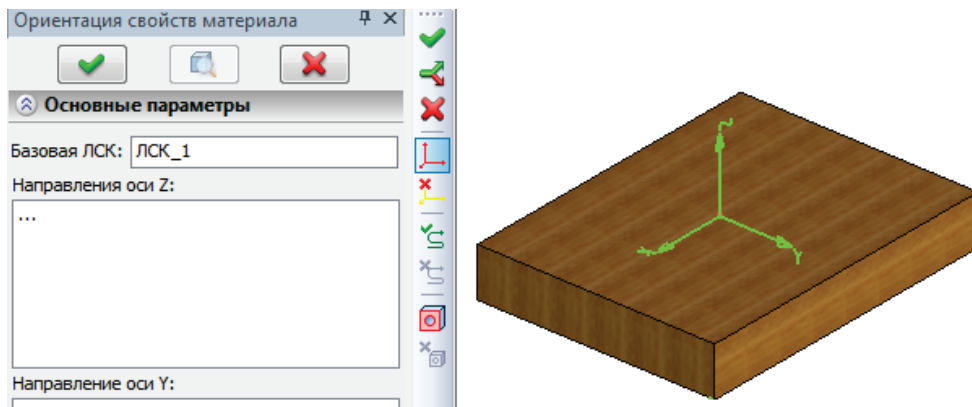 Ориентация свойств материала
Основные параметры
Базовая ЛСК: ЛСК_1
Направления оси Z:
...
Направление оси Y:
Z
X
Y